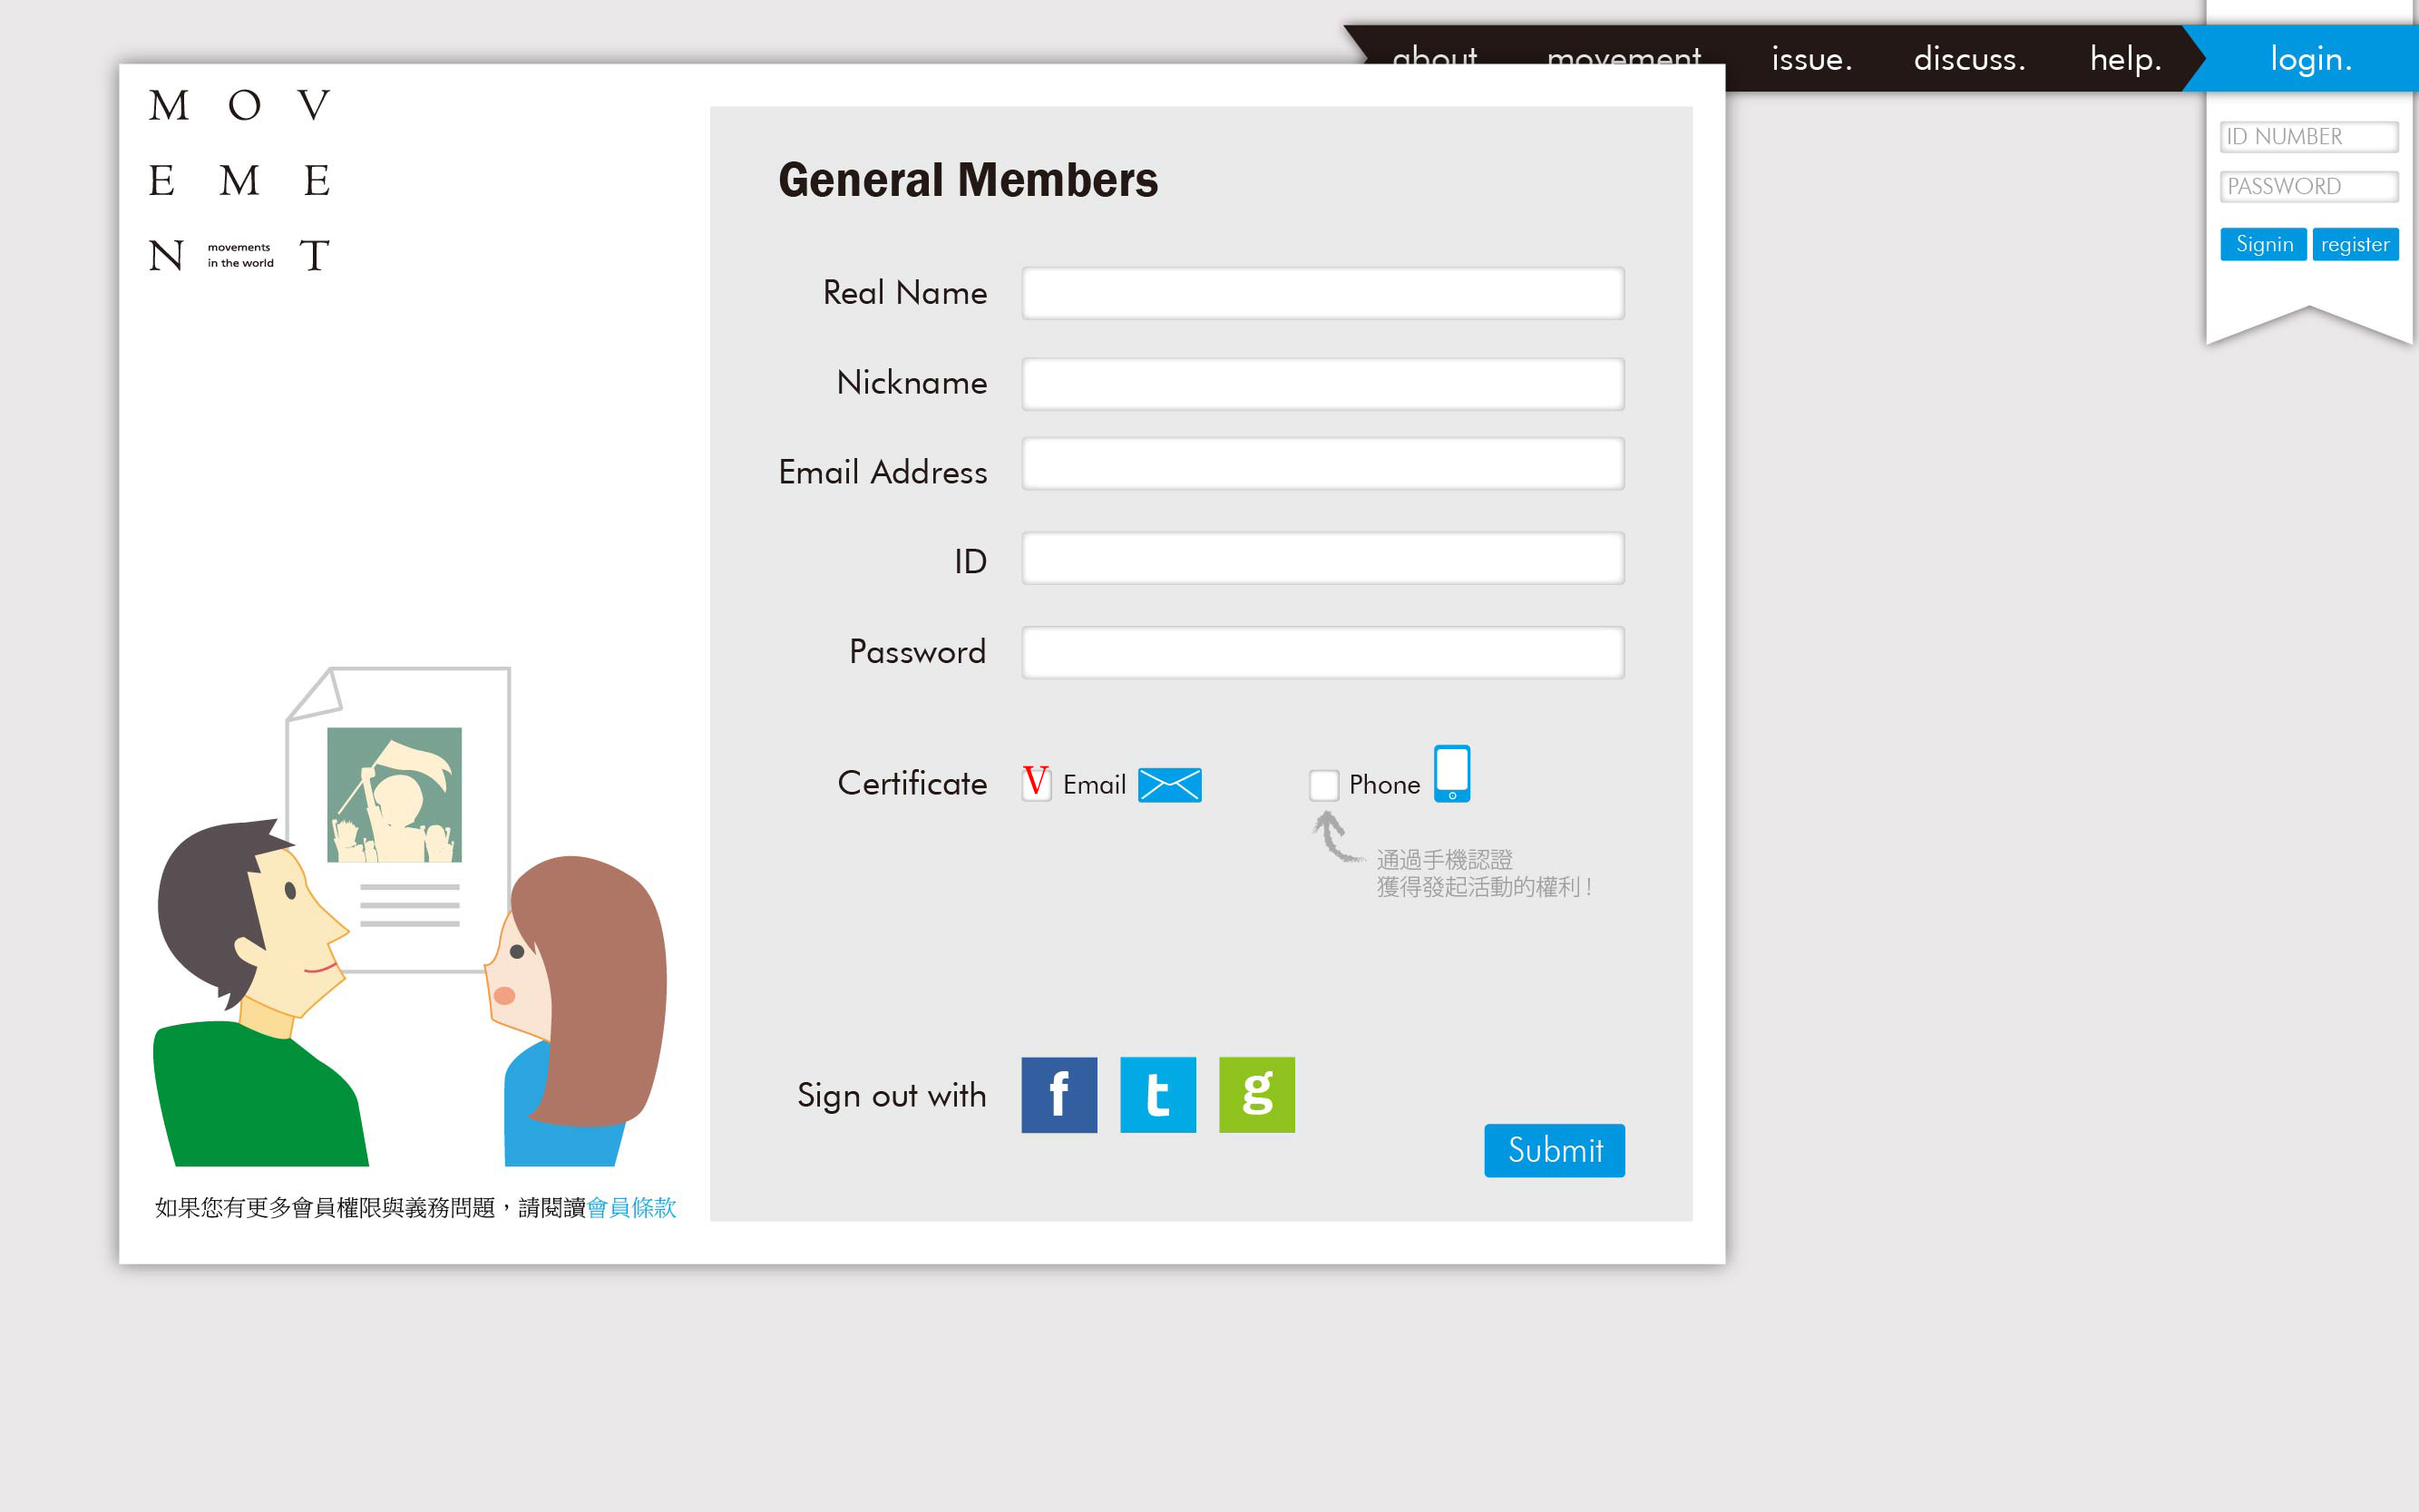 about movement issue. discuss. help. login.
M O V
E M E
N movements in the world T
ID NUMBER
PASSWORD
Signin register
General Members
Real Name
Nickname
Email Address
ID
Password
Certificate V Email Phone
通過手機認證
獲得發起活動的權利!
Sign out with f t g
Submit
如果您有更多會員權限與義務問題，請閱讀會員條款